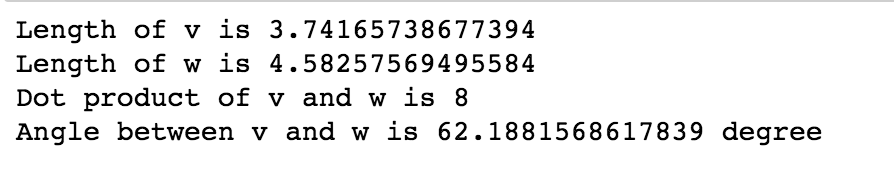 Length of v is 3.74165738677394
Length of w is 4.58257569495584
Dot product of v and w is 8
Angle between v and w is 62.1881568617839 degree